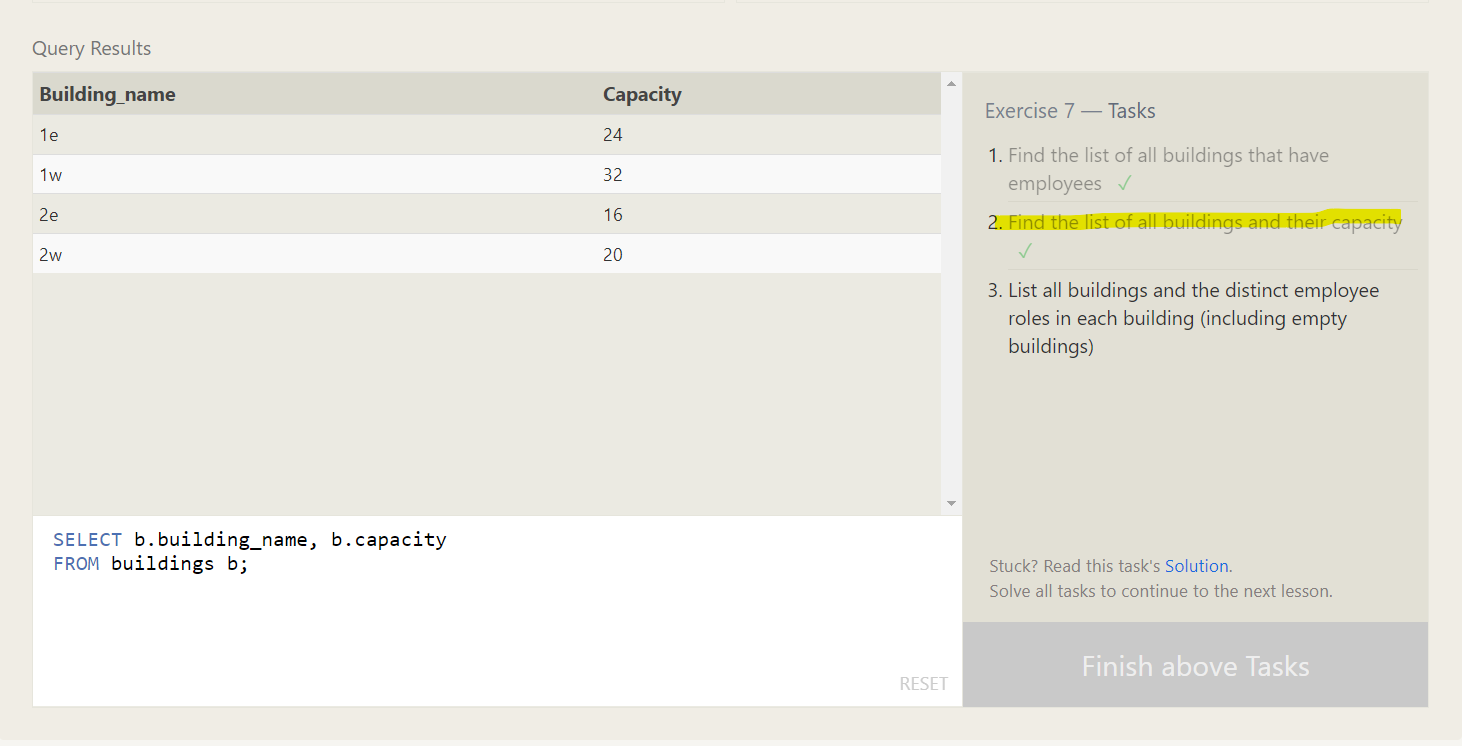 Query Results
Building_name Capacity
1e 24
1w 32
2e 16
2w 20
SELECT b.building_name, b.capacity
FROM buildings b;
RESET
Exercise 7 — Tasks
1. Find the list of all buildings that have
employees ✓
2. Find the list of all buildings and their capacity
✓
3. List all buildings and the distinct employee
roles in each building (including empty
buildings)
Stuck? Read this task's Solution.
Solve all tasks to continue to the next lesson.
Finish above Tasks